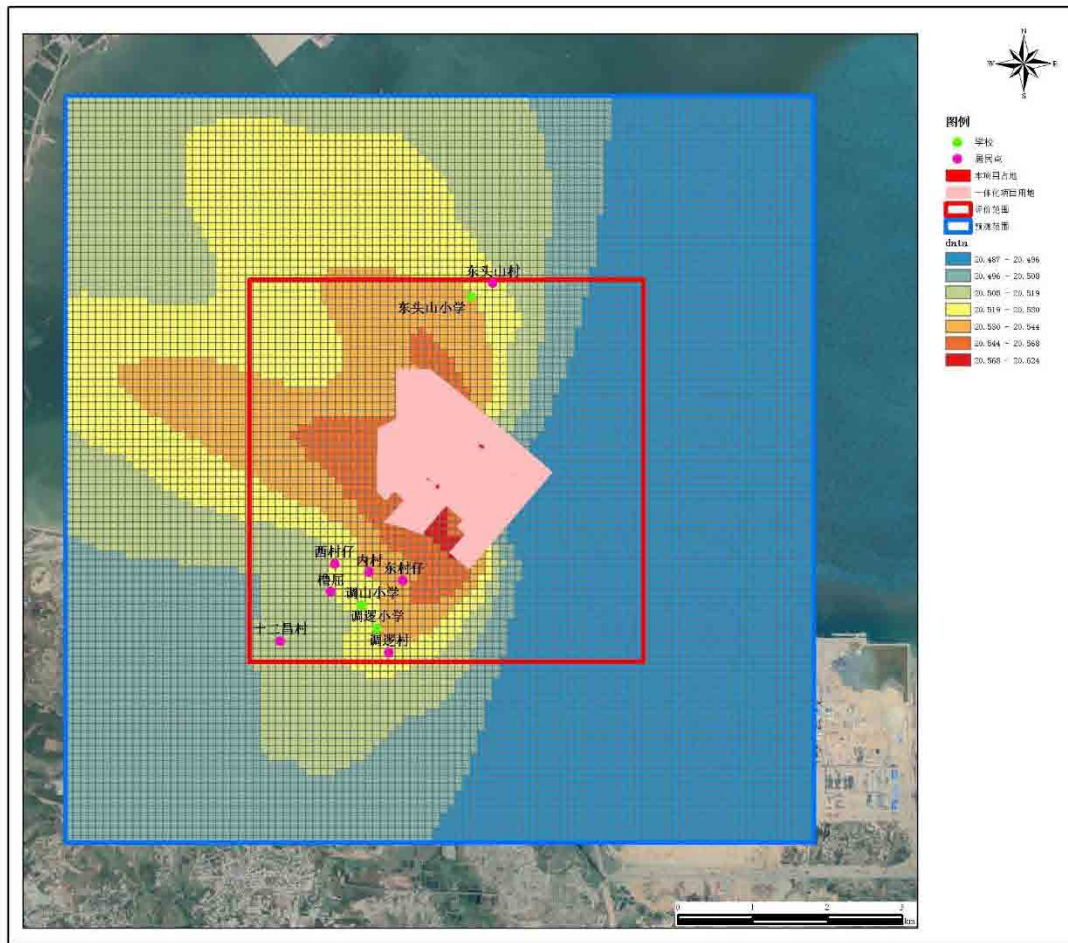 N
W
E
S
图例
学校
居民点
本项目占地
一体化项目用地
评价范围
预测范围
data
20.487 - 20.496
20.496 - 20.508
20.508 - 20.519
20.519 - 20.530
20.530 - 20.544
20.544 - 20.568
20.568 - 20.624
东头山村
东头山小学
西村仔
内村
东村仔
橹屈
调山小学
调逻小学
十二昌村
调逻村
0 1 2 3
km